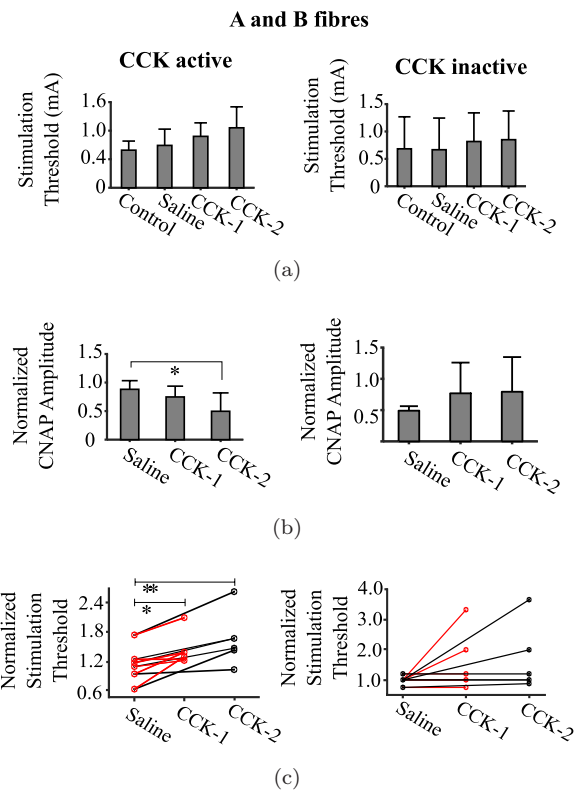 A and B fibres
CCK active
CCK inactive
Stimulation
Threshold (mA)
1.6
1.0
0.4
0
Control
Saline
CCK-1
CCK-2
Stimulation
Threshold (mA)
1.5
1.0
0.5
0
Control
Saline
CCK-1
CCK-2
(a)
Normalized
CNAP Amplitude
1.5
1.0
0.5
0
*
Saline
CCK-1
CCK-2
Normalized
CNAP Amplitude
1.5
1.0
0.5
Saline
CCK-1
CCK-2
(b)
Normalized
Stimulation
Threshold
2.4
1.8
1.2
0.6
**
*
Saline
CCK-1
CCK-2
Normalized
Stimulation
Threshold
4.0
3.0
2.0
1.0
Saline
CCK-1
CCK-2
(c)